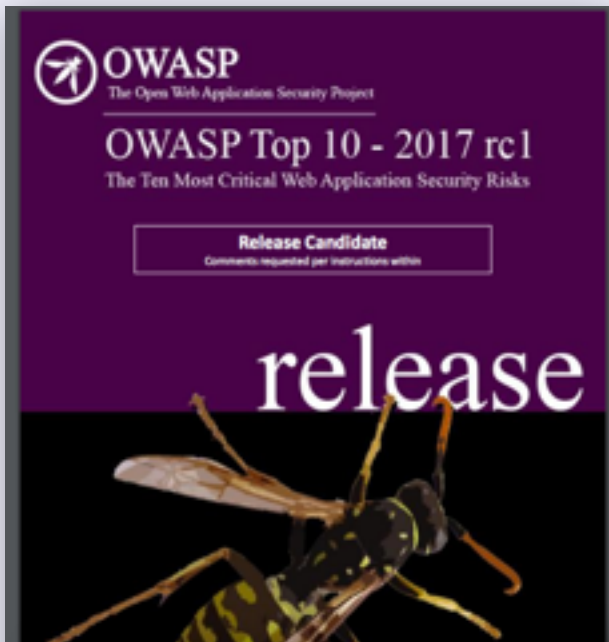 OWASP
The Open Web Application Security Project
OWASP Top 10 - 2017 rc1
The Ten Most Critical Web Application Security Risks
Release Candidate
Comments requested per instructions within
release